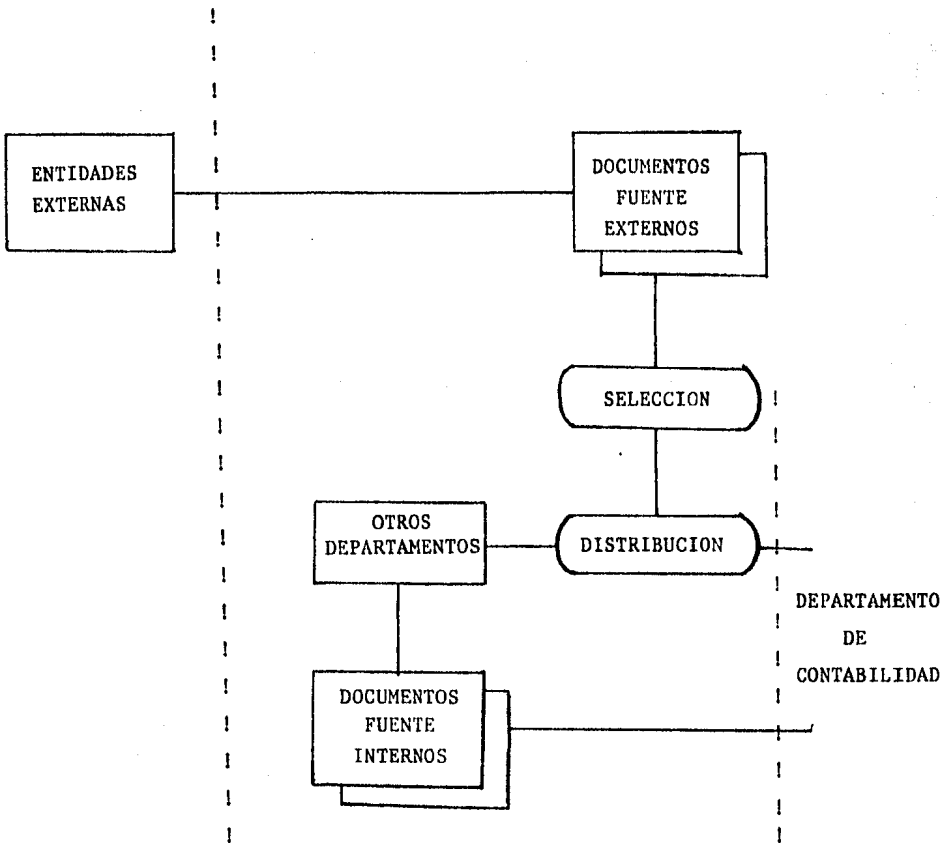 ENTIDADES
EXTERNAS
DOCUMENTOS
FUENTE
EXTERNOS
SELECCION
OTROS
DEPARTAMENTOS
DISTRIBUCION
DEPARTAMENTO
DE
CONTABILIDAD
DOCUMENTOS
FUENTE
INTERNOS